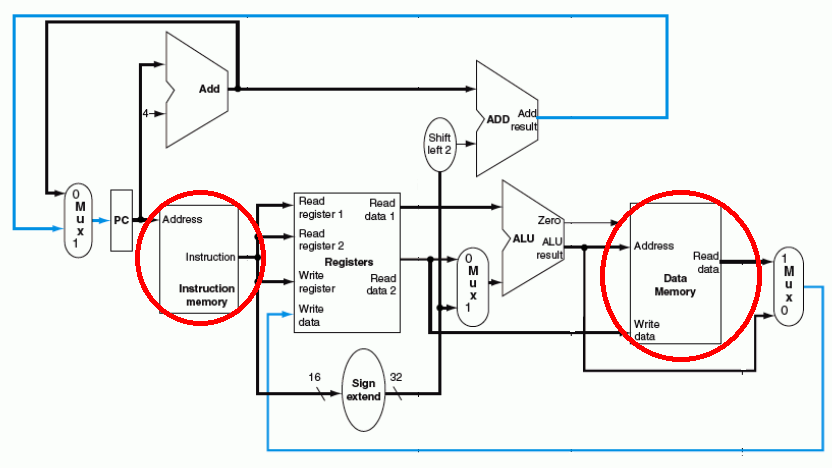 Add
4
ADD
Add
result
Shift
left 2
0
M
u
x
1
PC
Address
Instruction
Instruction
memory
Read
register 1
Read
register 2
Write
register
Write
data
Registers
Read
data 1
Read
data 2
0
M
u
x
1
Zero
ALU
ALU
result
Address
Read
data
Data
Memory
Write
data
1
M
u
x
0
16
Sign
extend
32